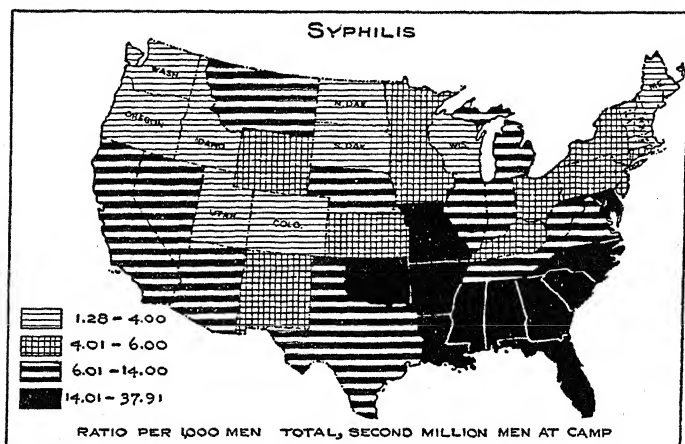 SYPHILIS
WASH.
OREGON.
IDAHO.
N. DAK
S. DAK.
WIS.
ME.
UTAH
COLO.
1.28 - 4.00
4.01 - 6.00
6.01 - 14.00
14.01 - 37.91
RATIO PER 1,000 MEN TOTAL, SECOND MILLION MEN AT CAMP